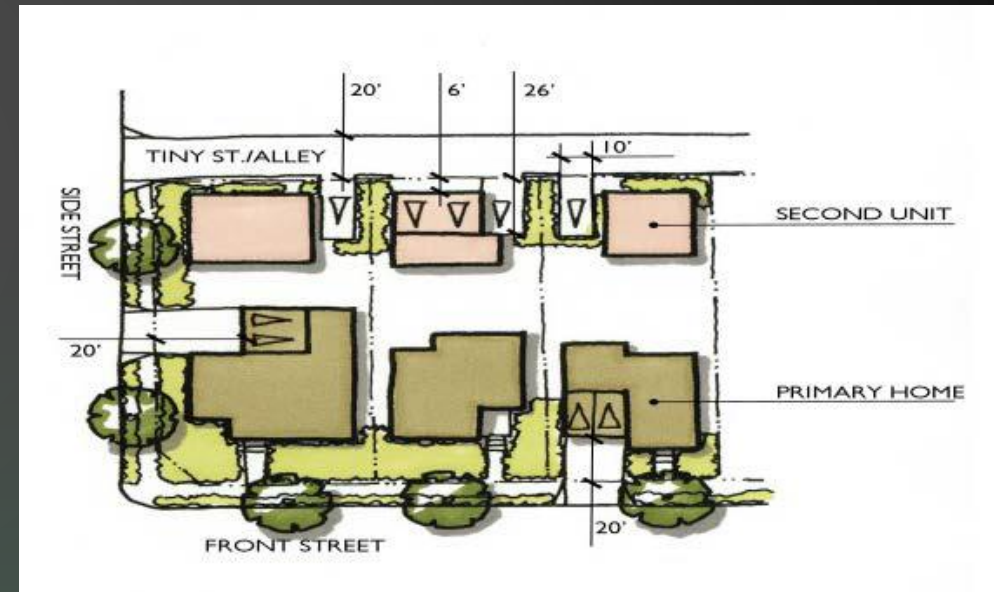 20'
6'
26'
10'
TINY ST./ALLEY
SIDE STREET
SECOND UNIT
20'
PRIMARY HOME
20'
FRONT STREET